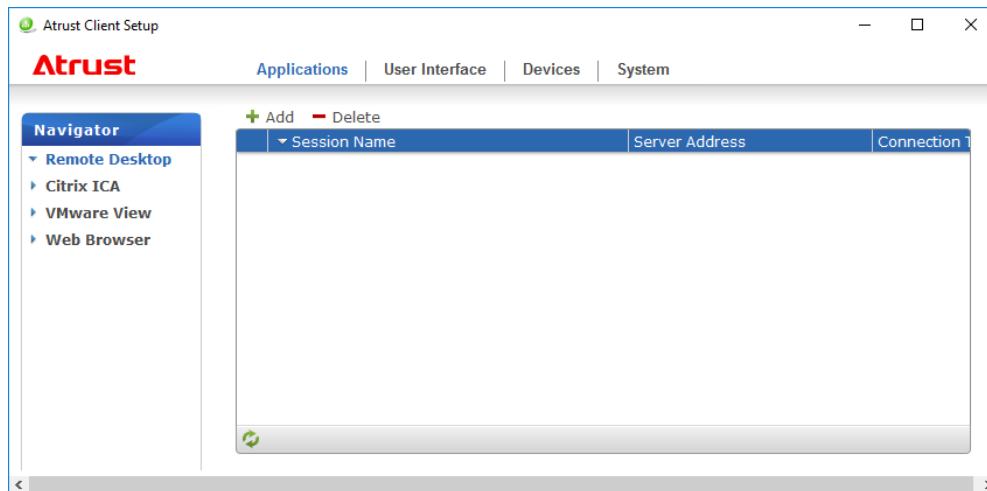 Atrust Client Setup
Atrust
Applications User Interface Devices System
Add Delete
Navigator
Session Name Server Address Connection T
Remote Desktop
Citrix ICA
VMware View
Web Browser